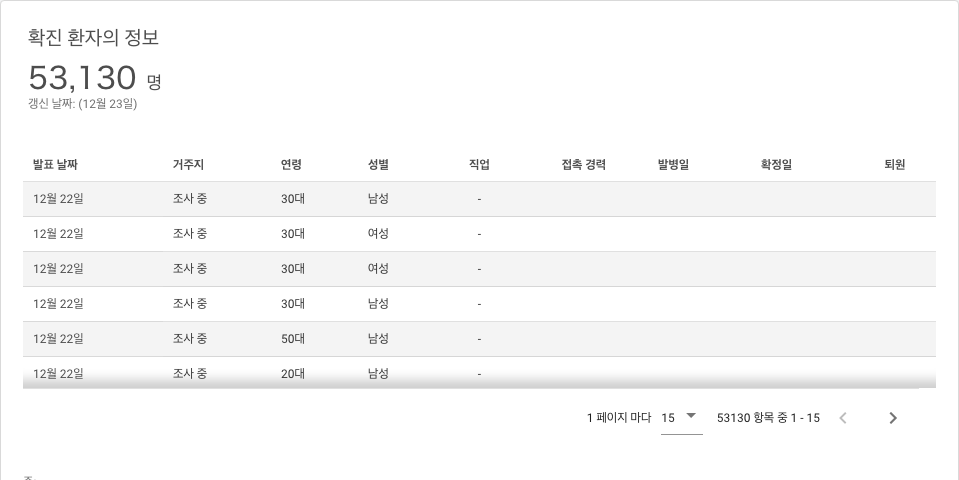 확진 환자의 정보
53,130 명
갱신 날짜: (12월 23일)
발표 날짜 거주지 연령 성별 직업 접촉 경력 발병일 확정일 퇴원
12월 22일 조사 중 30대 남성 -
12월 22일 조사 중 30대 여성 -
12월 22일 조사 중 30대 여성 -
12월 22일 조사 중 30대 남성 -
12월 22일 조사 중 50대 남성 -
12월 22일 조사 중 20대 남성 -
1 페이지 마다 15 53130 항목 중 1 - 15